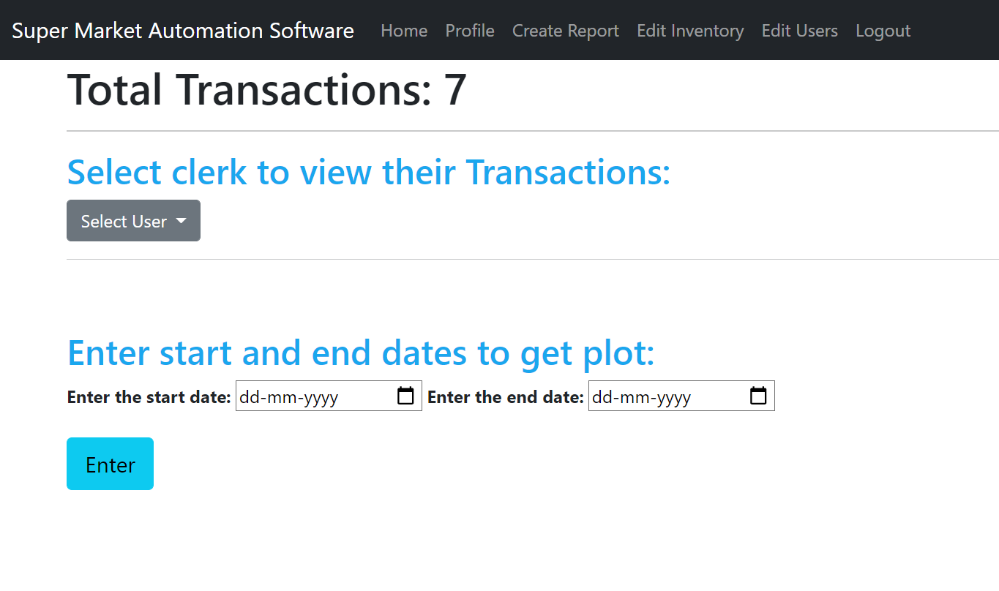 Super Market Automation Software Home Profile Create Report Edit Inventory Edit Users Logout
Total Transactions: 7
Select clerk to view their Transactions:
Select User
Enter start and end dates to get plot:
Enter the start date: dd-mm-yyyy Enter the end date: dd-mm-yyyy
Enter